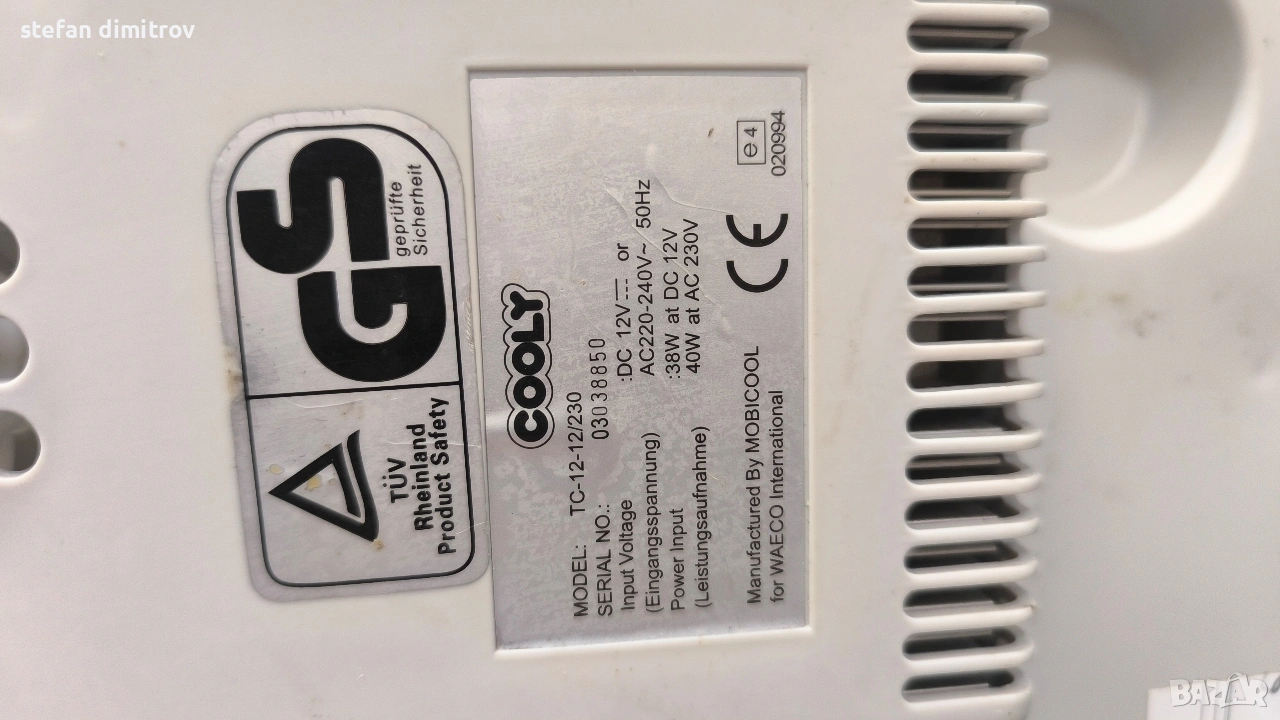 stefan dimitrov
GS
geprüfte
Sicherheit
TÜV
Rheinland
Product Safety
COOLY
MODEL: TC-12-12/230
SERIAL NO.: 03038850
Input Voltage :DC 12V or
(Eingangsspannung) AC220-240V~ 50Hz
Power Input :38W at DC 12V
(Leistungsaufnahme) 40W at AC 230V
Manufactured By MOBICOOL
for WAECO International
CE
e4
020994
BAZAR